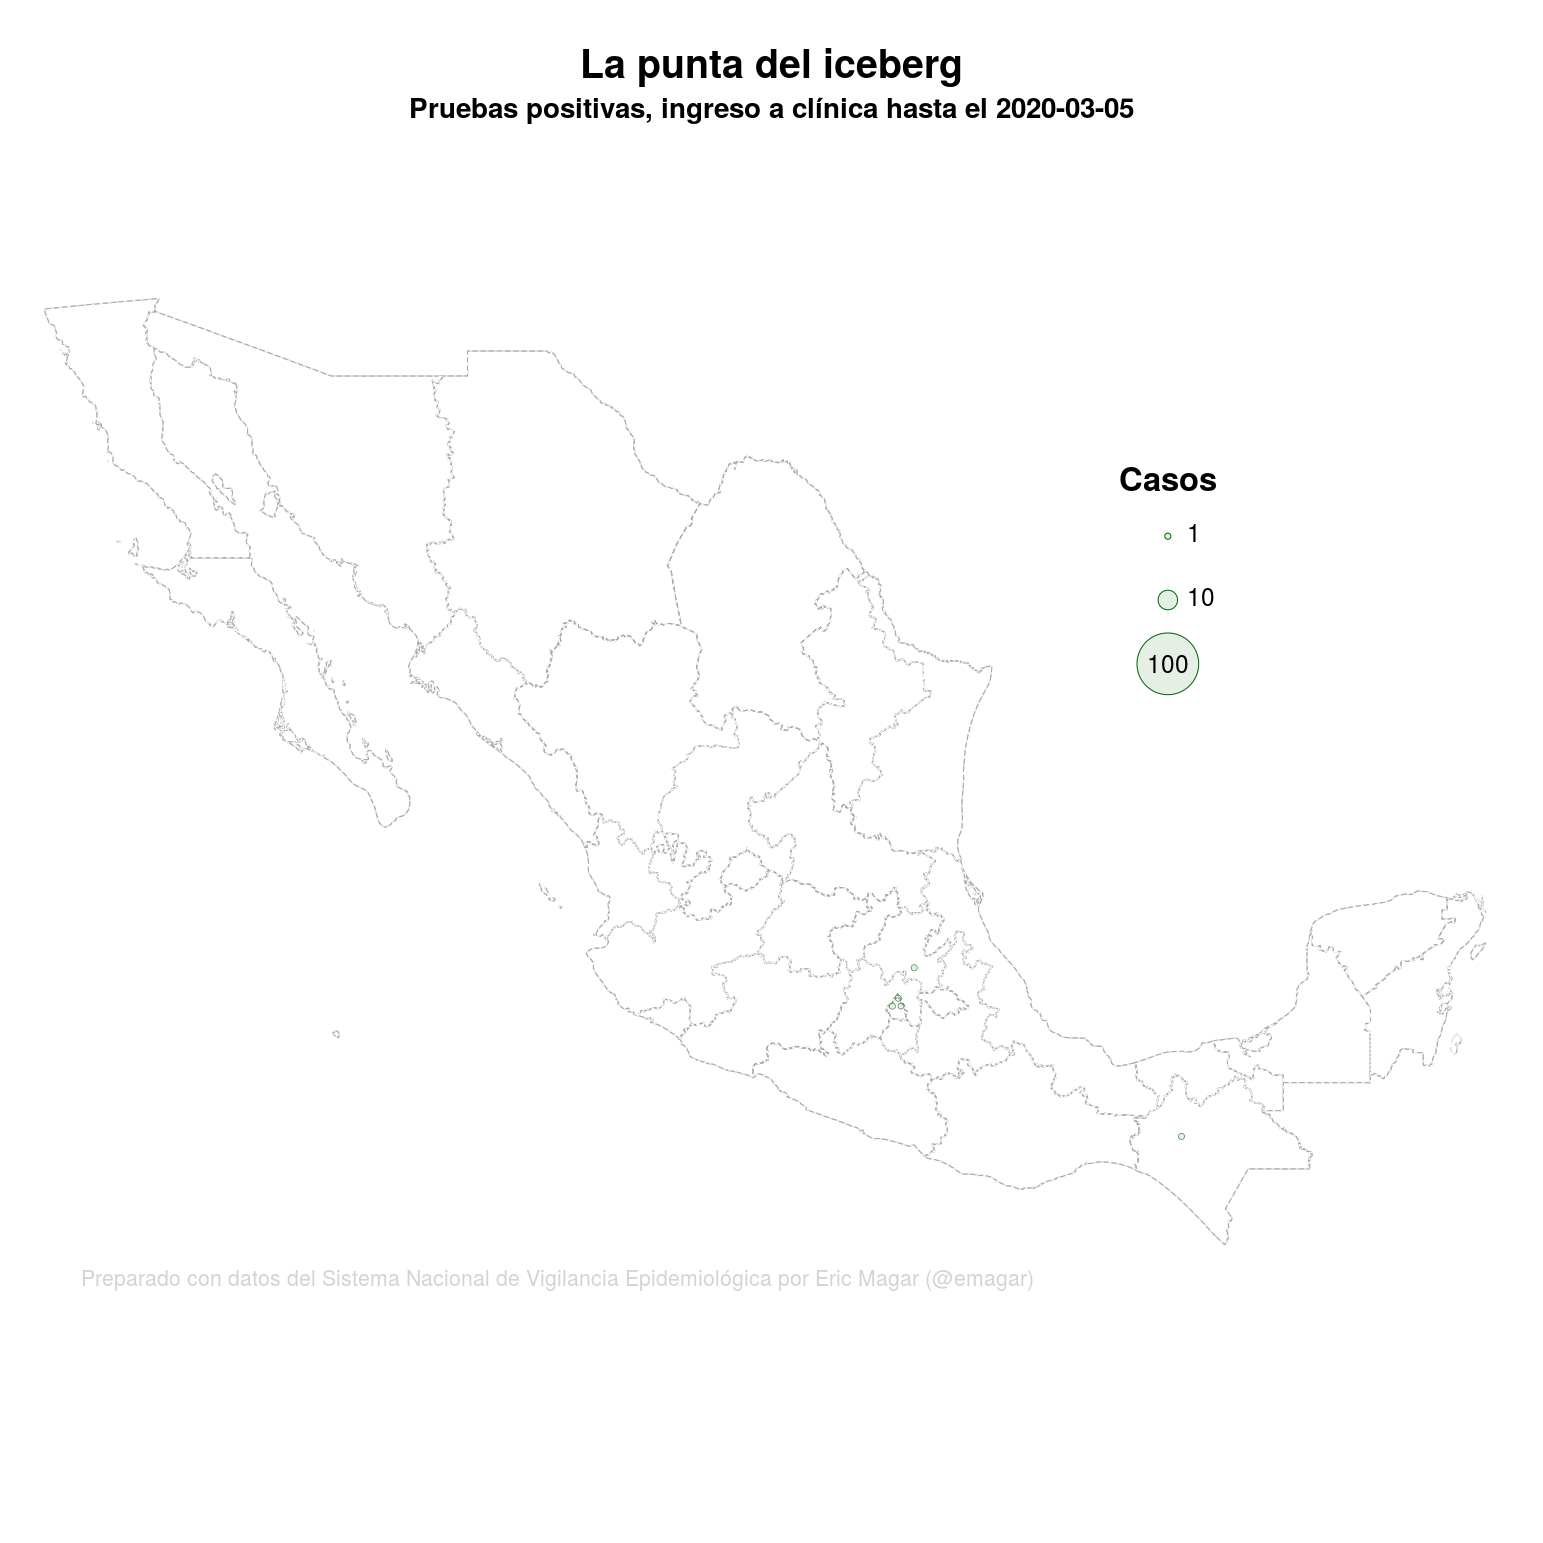 La punta del iceberg
Pruebas positivas, ingreso a clínica hasta el 2020-03-05
Casos
1
10
100
Preparado con datos del Sistema Nacional de Vigilancia Epidemiológica por Eric Magar (@emagar)